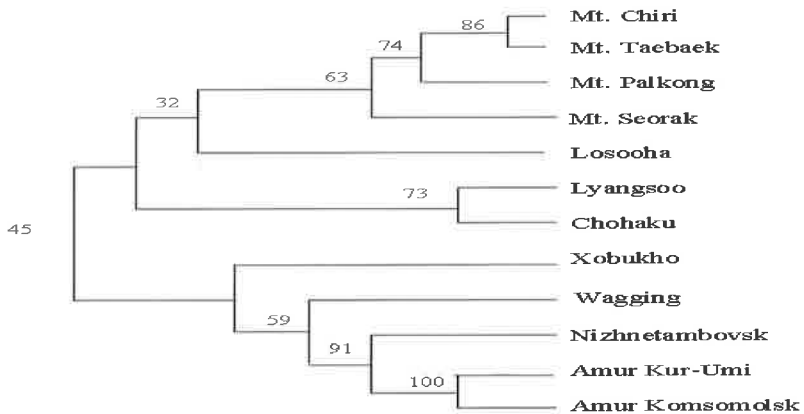 Mt. Chiri
86
Mt. Taebaek
74
Mt. Palkong
63
32
Mt. Seorak
Losooha
Lyangsoo
73
Chohaku
45
Xobukho
Wagging
59
Nizhnetambovsk
91
Amur Kur-Umi
100
Amur Komsomolsk